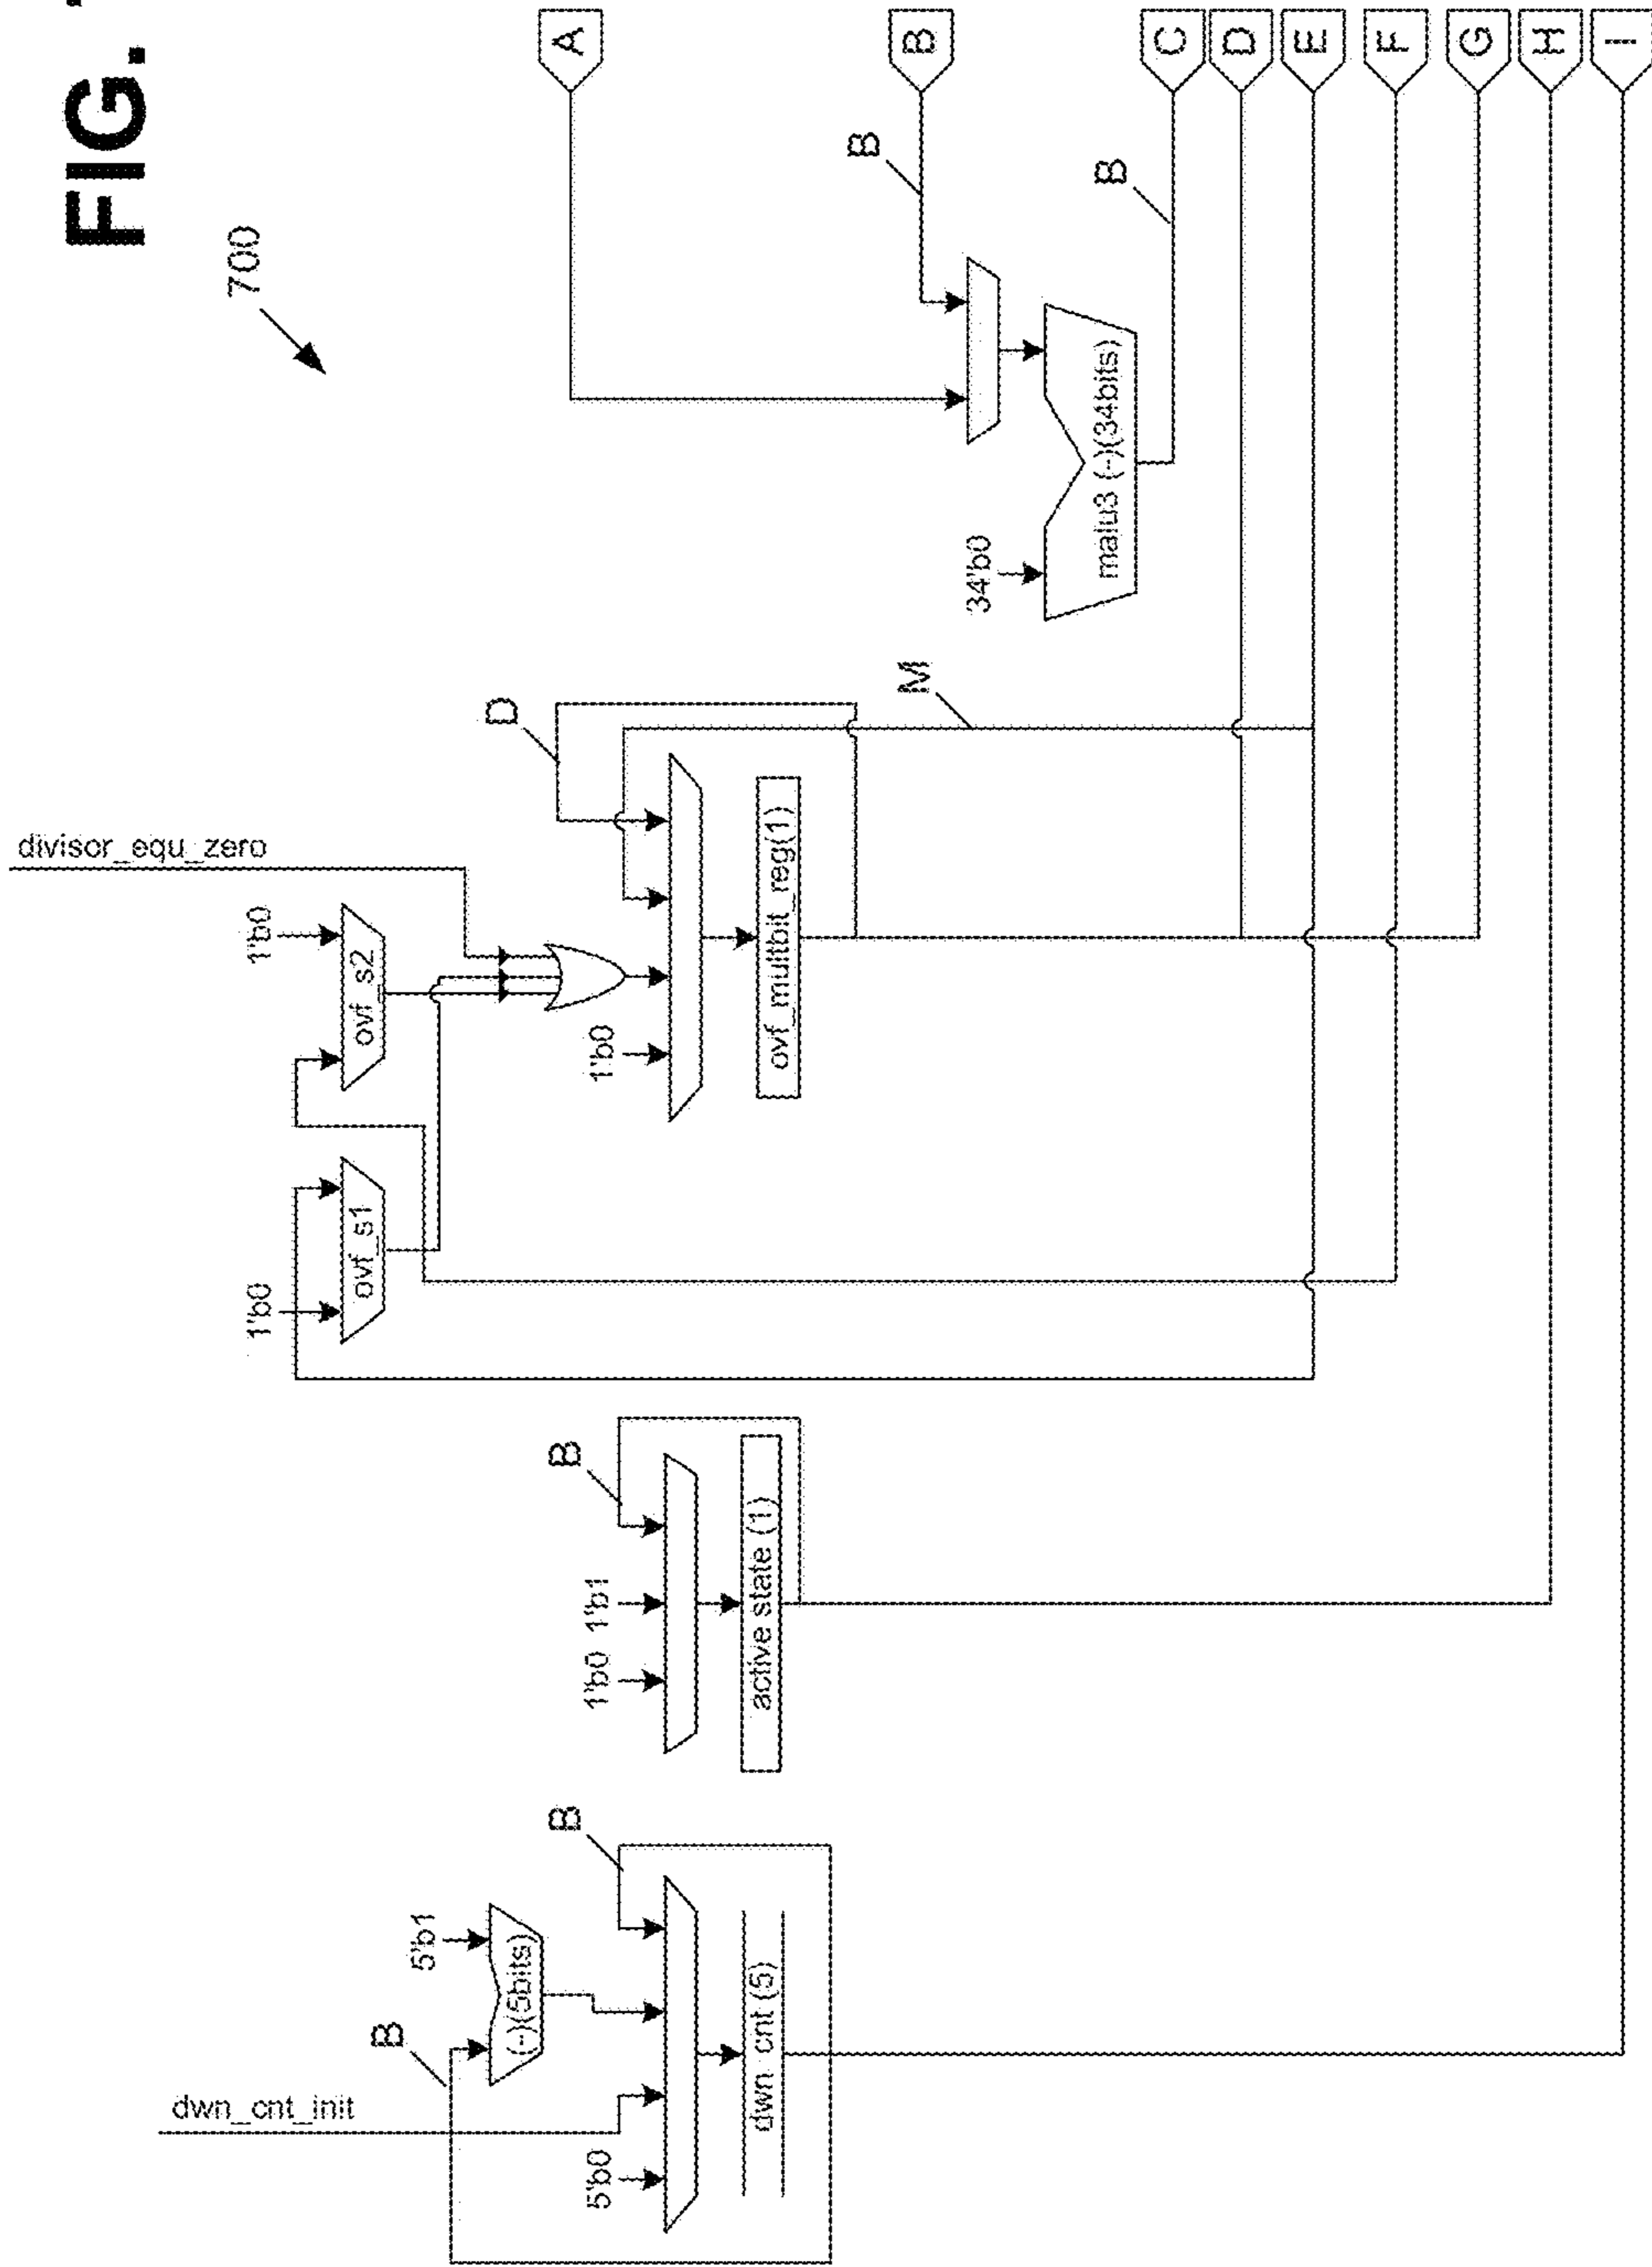 FIG.
700
divisor_equ_zero
dwn_cnt_init
A
B
C
D
E
F
G
H
I
B
B
D
M
B
B
B
1'b0
ovf_s2
1'b0
ovf_s1
1'b0
ovf_multbit_reg(1)
34'b0
malu3 (-)(34bits)
1'b0 1'b1
active state (1)
5'b1
(-)(5bits)
5'b0
dwn_cnt (5)